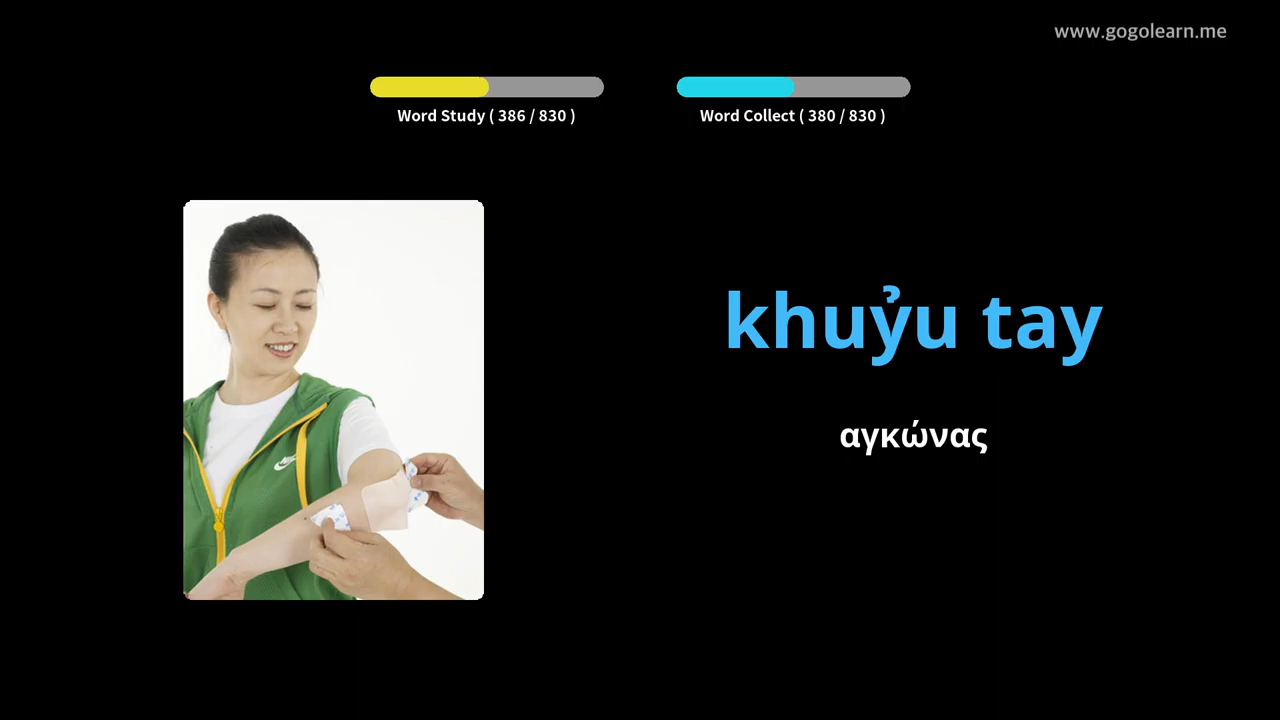 www.gogolearn.me
Word Study ( 386 / 830 )
Word Collect ( 380 / 830 )
khuỷu tay
αγκώνας